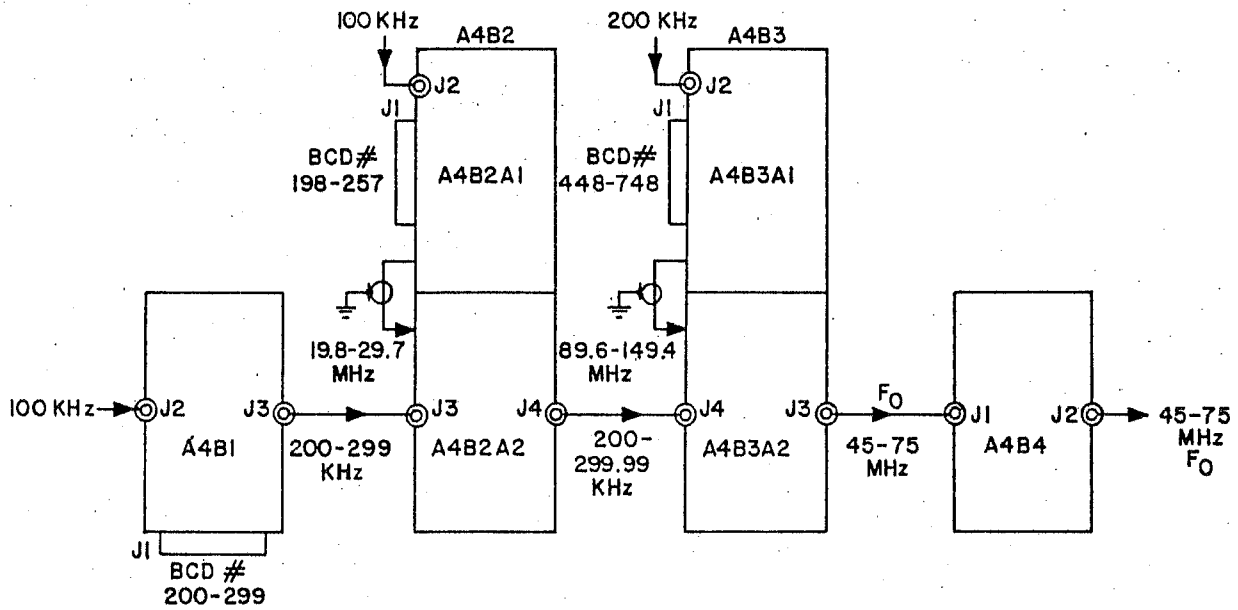 100 KHz
A4B2
J2
J1
BCD#
198-257
A4B2A1
19.8-29.7
MHz
200 KHz
A4B3
J2
J1
BCD#
448-748
A4B3A1
89.6-149.4
MHz
100 KHz
J2
J3
A4B1
J1
BCD #
200-299
200-299
KHz
J3
J4
A4B2A2
200-
299.99
KHz
J4
J3
A4B3A2
FO
45-75
MHz
J1
J2
A4B4
45-75
MHz
FO